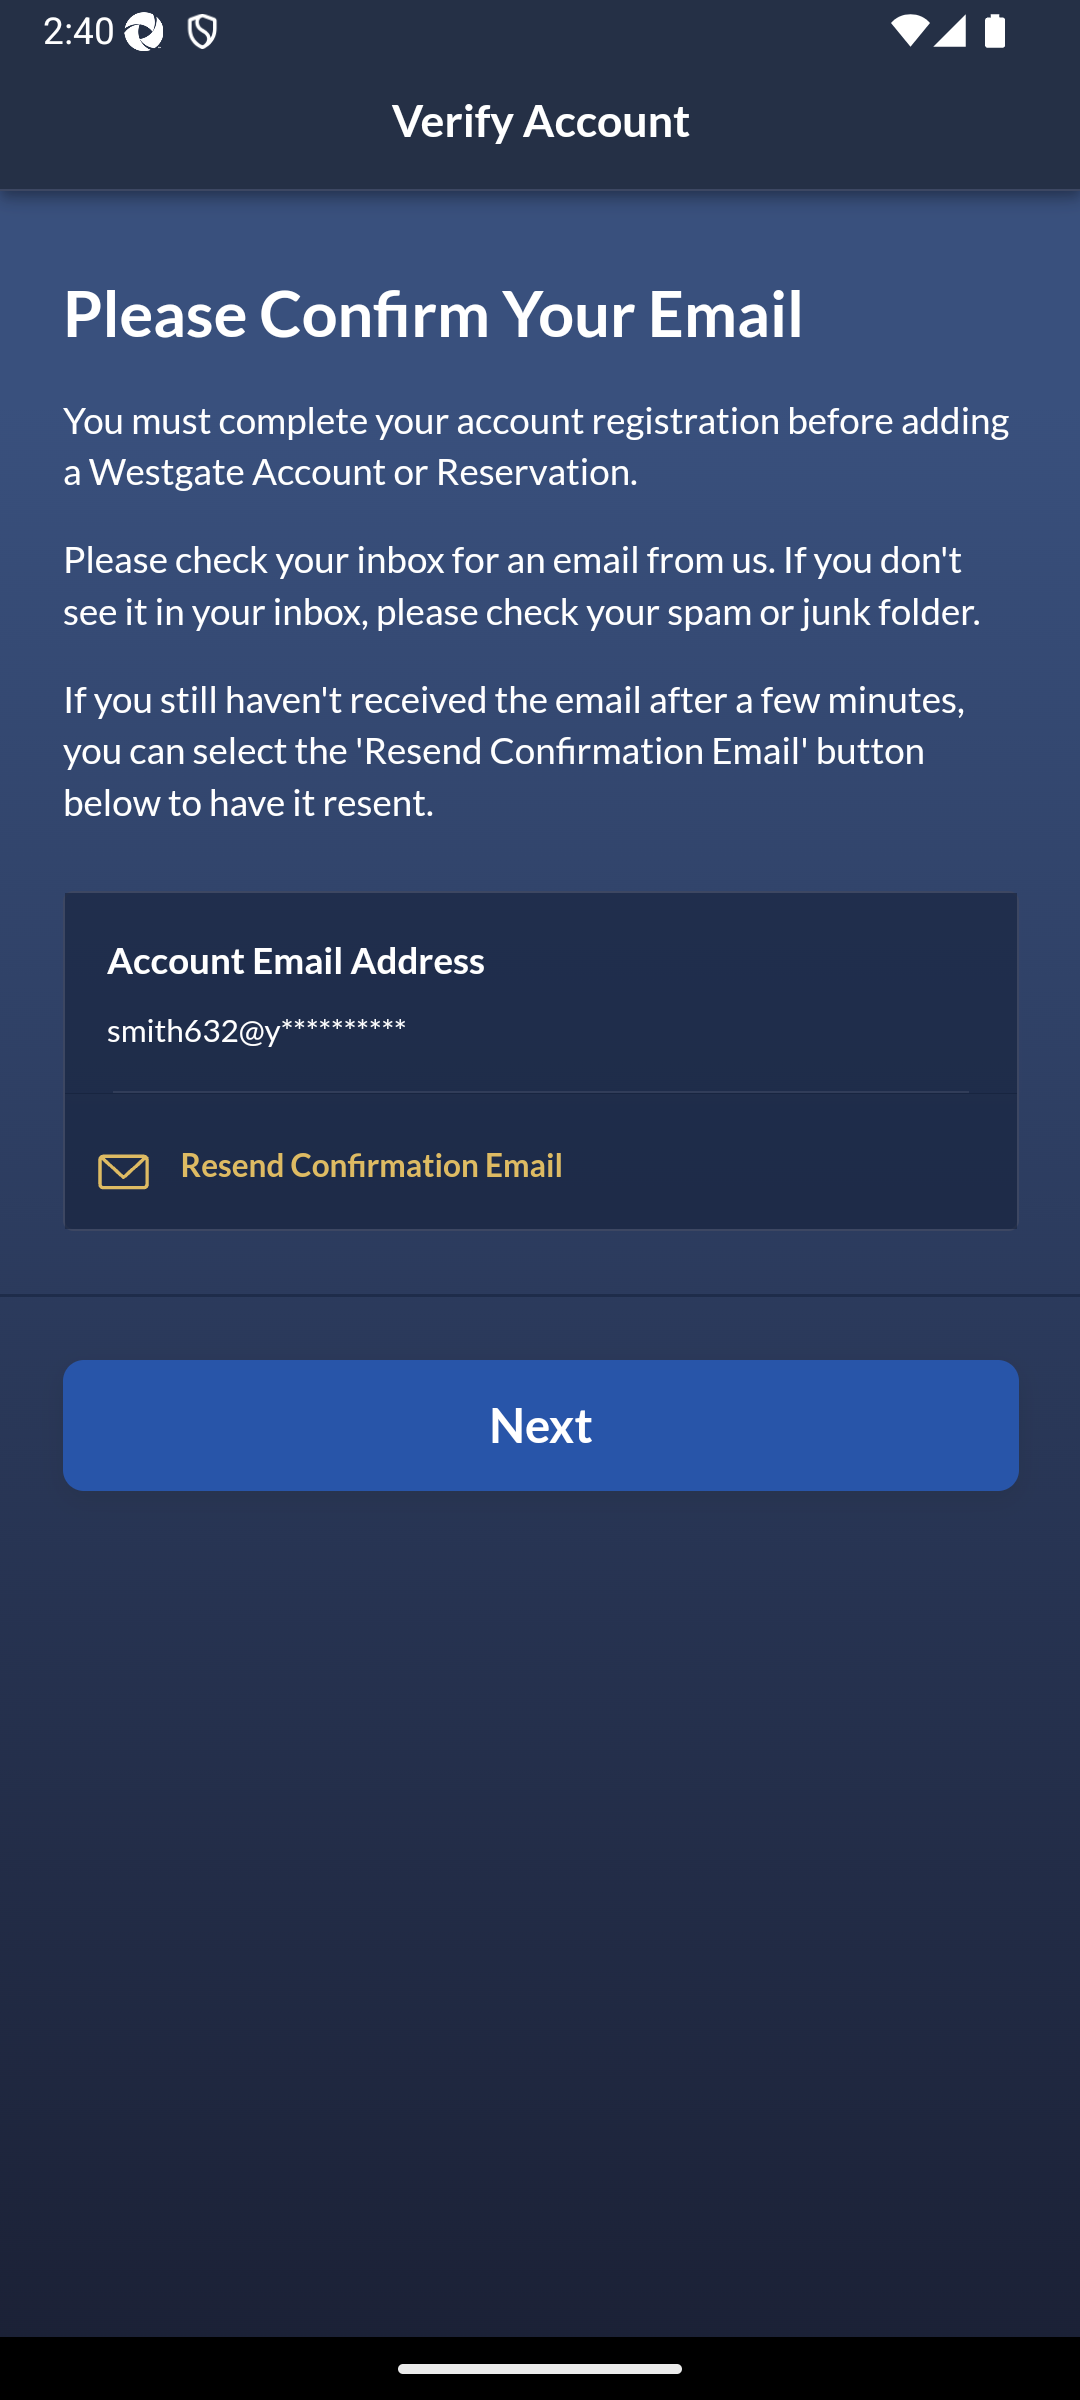 2:40
Verify Account
Please Confirm Your Email
You must complete your account registration before adding
a Westgate Account or Reservation.
Please check your inbox for an email from us. If you don't
see it in your inbox, please check your spam or junk folder.
If you still haven't received the email after a few minutes,
you can select the 'Resend Confirmation Email' button
below to have it resent.
Account Email Address
smith632@y**********
Resend Confirmation Email
Next